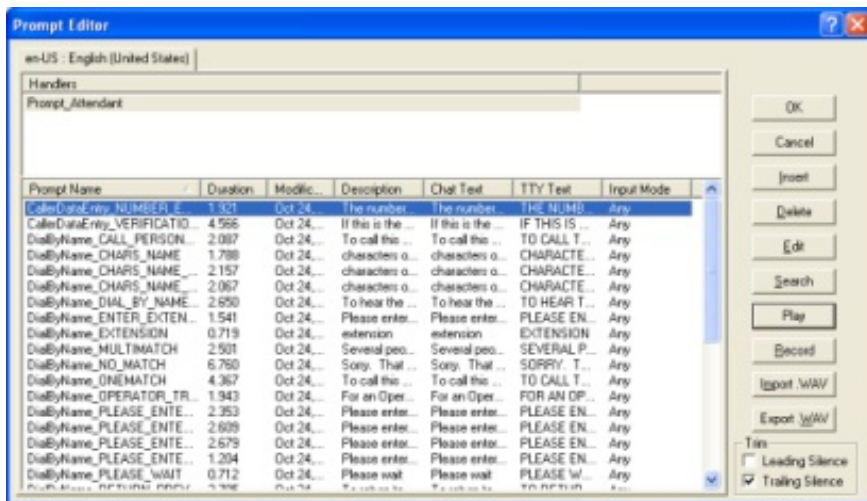 Prompt Editor
en-US : English (United States)
Handlers
Prompt_Attendant
OK
Cancel
Insert
Delete
Edit
Search
Play
Record
Import .WAV
Export .WAV
Trim
Leading Silence
Trailing Silence
Prompt Name Duration Modific... Description Chat Text TTY Text Input Mode
CallerDataEntry_NUMBER_E... 1.921 Oct 24,... The number... The number... THE NUMB... Any
CallerDataEntry_VERIFICATIO... 4.566 Oct 24,... If this is the ... If this is the ... IF THIS IS ... Any
DialByName_CALL_PERSON... 2.087 Oct 24,... To call this ... To call this ... TO CALL T... Any
DialByName_CHARS_NAME 1.788 Oct 24,... characters o... characters o... CHARACTE... Any
DialByName_CHARS_NAME_... 2.157 Oct 24,... characters o... characters o... CHARACTE... Any
DialByName_CHARS_NAME_... 2.067 Oct 24,... characters o... characters o... CHARACTE... Any
DialByName_DIAL_BY_NAME... 2.650 Oct 24,... To hear the ... To hear the ... TO HEAR T... Any
DialByName_ENTER_EXTEN... 1.541 Oct 24,... Please enter... Please enter... PLEASE EN... Any
DialByName_EXTENSION 0.719 Oct 24,... extension extension EXTENSION Any
DialByName_MULTIMATCH 2.501 Oct 24,... Several peo... Several peo... SEVERAL P... Any
DialByName_NO_MATCH 6.760 Oct 24,... Sorry. That ... Sorry. That ... SORRY. T... Any
DialByName_ONEMATCH 4.367 Oct 24,... To call this ... To call this ... TO CALL T... Any
DialByName_OPERATOR_TR... 1.943 Oct 24,... For an Oper... For an Oper... FOR AN OP... Any
DialByName_PLEASE_ENTE... 2.353 Oct 24,... Please enter... Please enter... PLEASE EN... Any
DialByName_PLEASE_ENTE... 2.609 Oct 24,... Please enter... Please enter... PLEASE EN... Any
DialByName_PLEASE_ENTE... 2.679 Oct 24,... Please enter... Please enter... PLEASE EN... Any
DialByName_PLEASE_ENTE... 1.204 Oct 24,... Please enter... Please enter... PLEASE EN... Any
DialByName_PLEASE_WAIT 0.712 Oct 24,... Please wait Please wait PLEASE W... Any